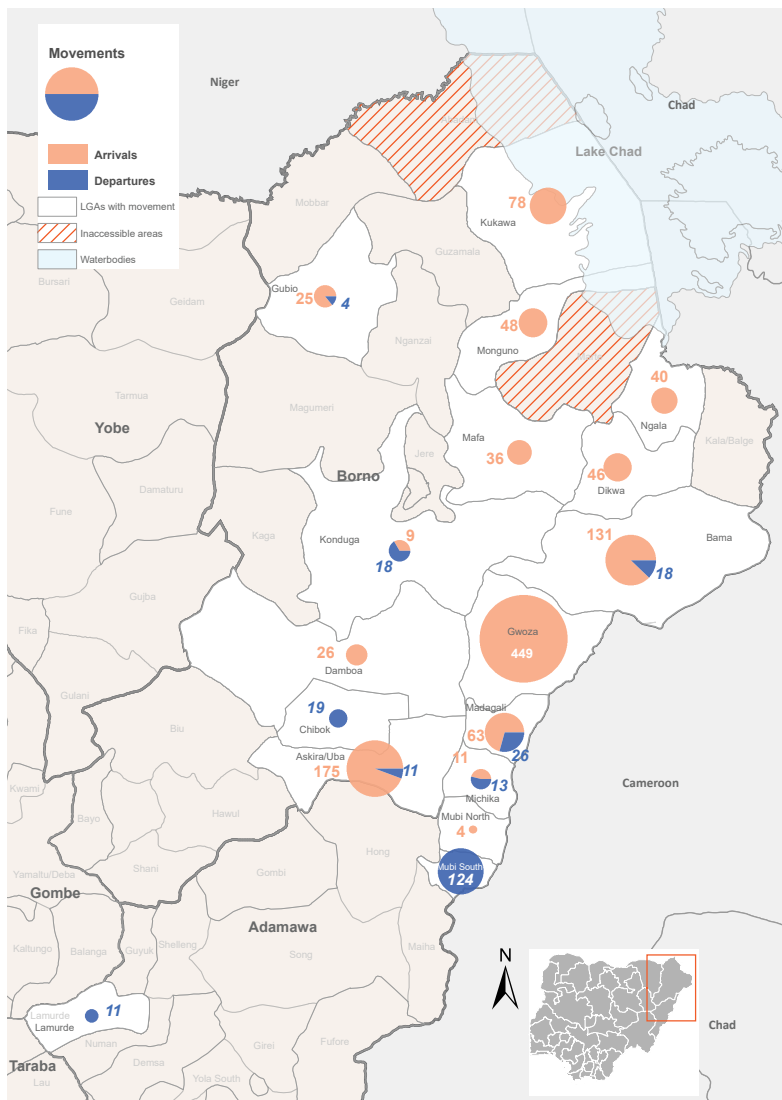 Movements
Arrivals
Departures
LGAs with movement
Inaccessible areas
Waterbodies
Niger
Chad
Lake Chad
Abadam
Mobbar
Kukawa
78
Guzamala
Gubio
25
4
Bursari
Geidam
Nganzai
48
Monguno
Marte
40
Ngala
Tarmua
Magumeri
Yobe
Mafa
36
Jere
46
Dikwa
Kala/Balge
Borno
Damaturu
Fune
Kaga
Konduga
9
18
131
Bama
18
Gujba
Fika
Gwoza
449
26
Damboa
Gulani
19
Chibok
Biu
Madagali
63
26
Askira/Uba
175
11
11
13
Michika
Cameroon
Kwami
Bayo
Hawul
Mubi North
4
Shani
Hong
Mubi South
124
Yamaltu/Deba
Gombi
Gombe
Adamawa
Kaltungo
Balanga
Guyuk
Shelleng
Song
Maiha
N
Lamurde
Lamurde
11
Numan
Demsa
Girei
Fufore
Chad
Taraba
Lau
Yola South